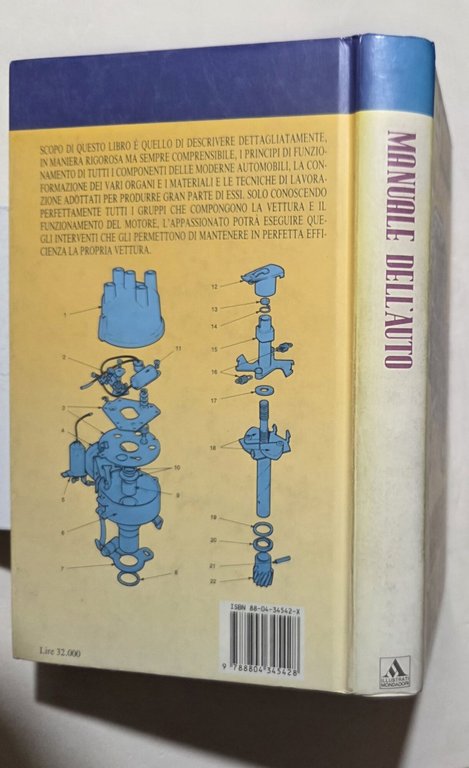 SCOPO DI QUESTO LIBRO È QUELLO DI DESCRIVERE DETTAGLIATAMENTE,
IN MANIERA RIGOROSA MA SEMPRE COMPRENSIBILE, I PRINCIPI DI FUNZIO-
NAMENTO DI TUTTI I COMPONENTI DELLE MODERNE AUTOMOBILI, LA CON-
FORMAZIONE DEI VARI ORGANI E I MATERIALI E LE TECNICHE DI LAVORA-
ZIONE ADOTTATI PER PRODURRE GRAN PARTE DI ESSI. SOLO CONOSCENDO
PERFETTAMENTE TUTTI I GRUPPI CHE COMPONGONO LA VETTURA E IL
FUNZIONAMENTO DEL MOTORE, L'APPASSIONATO POTRÀ ESEGUIRE QUE-
GLI INTERVENTI CHE GLI PERMETTONO DI MANTENERE IN PERFETTA EFFI-
CIENZA LA PROPRIA VETTURA.
1
2
11
3
4
10
5
9
6
7
8
12
13
14
15
16
17
18
19
20
21
22
ISBN 88-04-34542-X
9 788804 345428
Lire 32.000
MANUALE DELL'AUTO
ILLUSTRATI
MONDADORI